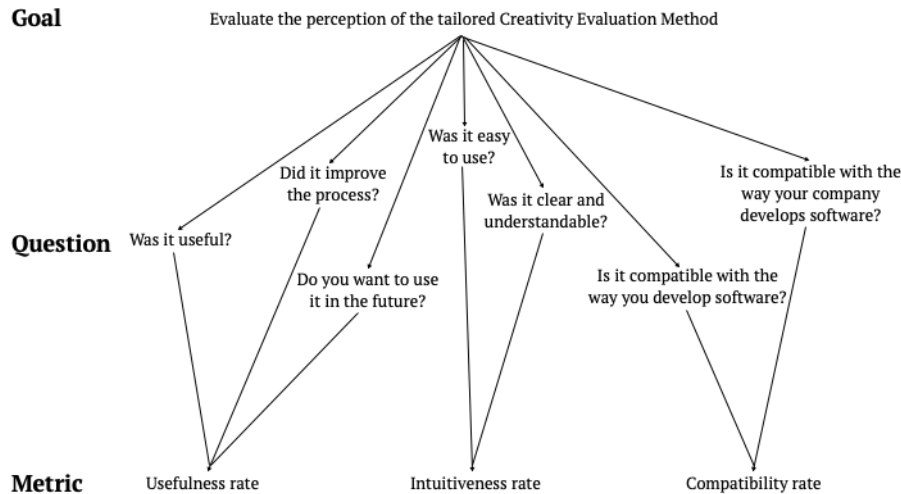 Goal
Evaluate the perception of the tailored Creativity Evaluation Method
Was it easy
to use?
Did it improve
the process?
Is it compatible with the
way your company
develops software?
Was it clear and
understandable?
Question
Was it useful?
Do you want to use
it in the future?
Is it compatible with the
way you develop software?
Metric
Usefulness rate
Intuitiveness rate
Compatibility rate